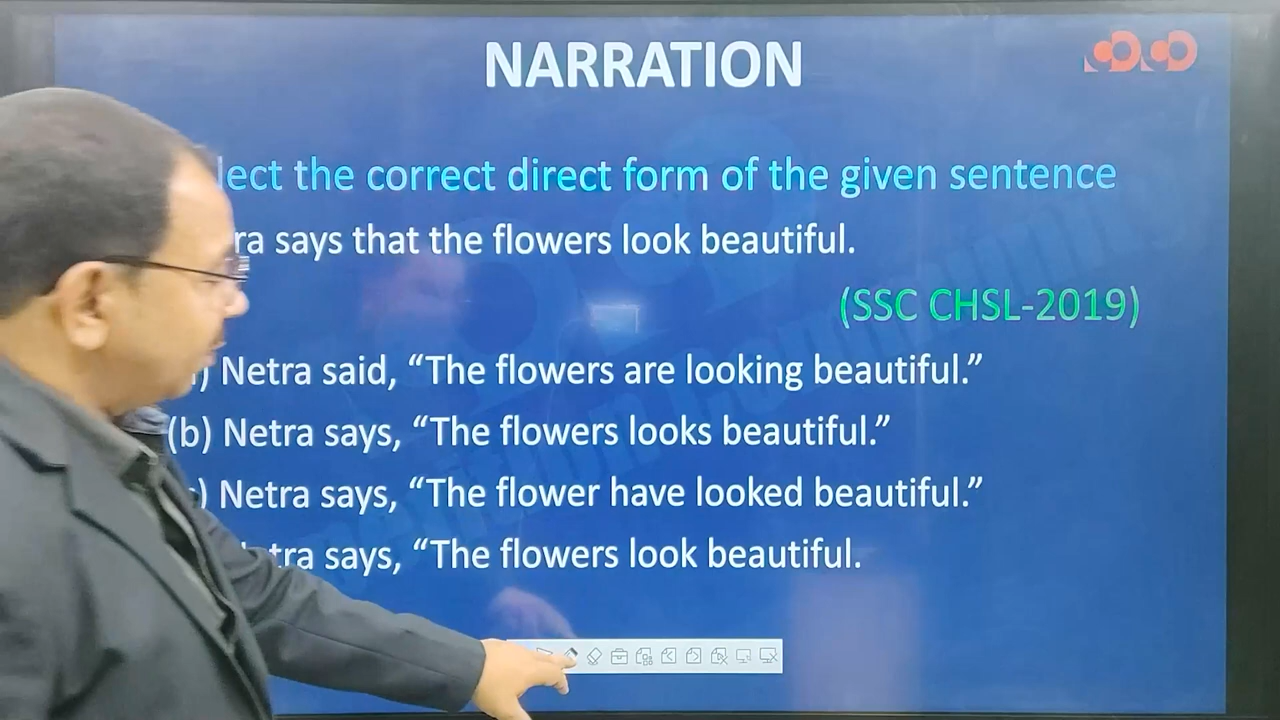 NARRATION
lect the correct direct form of the given sentence
ra says that the flowers look beautiful.
(SSC CHSL-2019)
) Netra said, “The flowers are looking beautiful.”
(b) Netra says, “The flowers looks beautiful.”
) Netra says, “The flower have looked beautiful.”
tra says, “The flowers look beautiful.